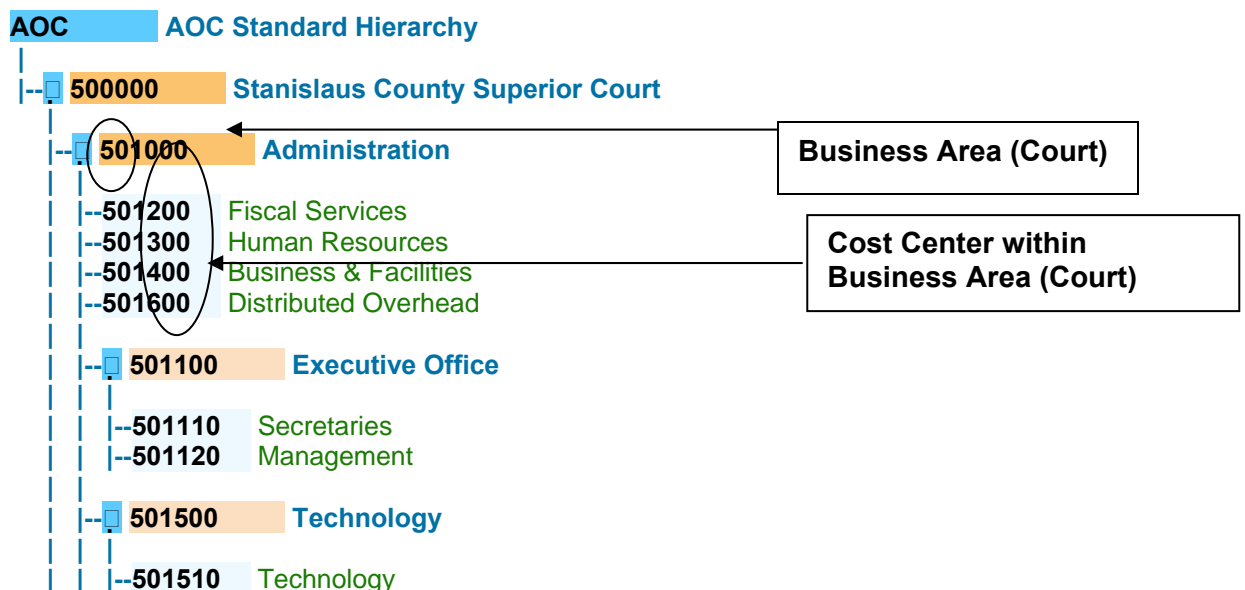 AOC AOC Standard Hierarchy
|
|--□ 500000 Stanislaus County Superior Court
--□ 501000 Administration
Business Area (Court)
|--501200 Fiscal Services
|--501300 Human Resources
|--501400 Business & Facilities
|--501600 Distributed Overhead
Cost Center within
Business Area (Court)
|--□ 501100 Executive Office
|--501110 Secretaries
|--501120 Management
|--□ 501500 Technology
|--501510 Technology